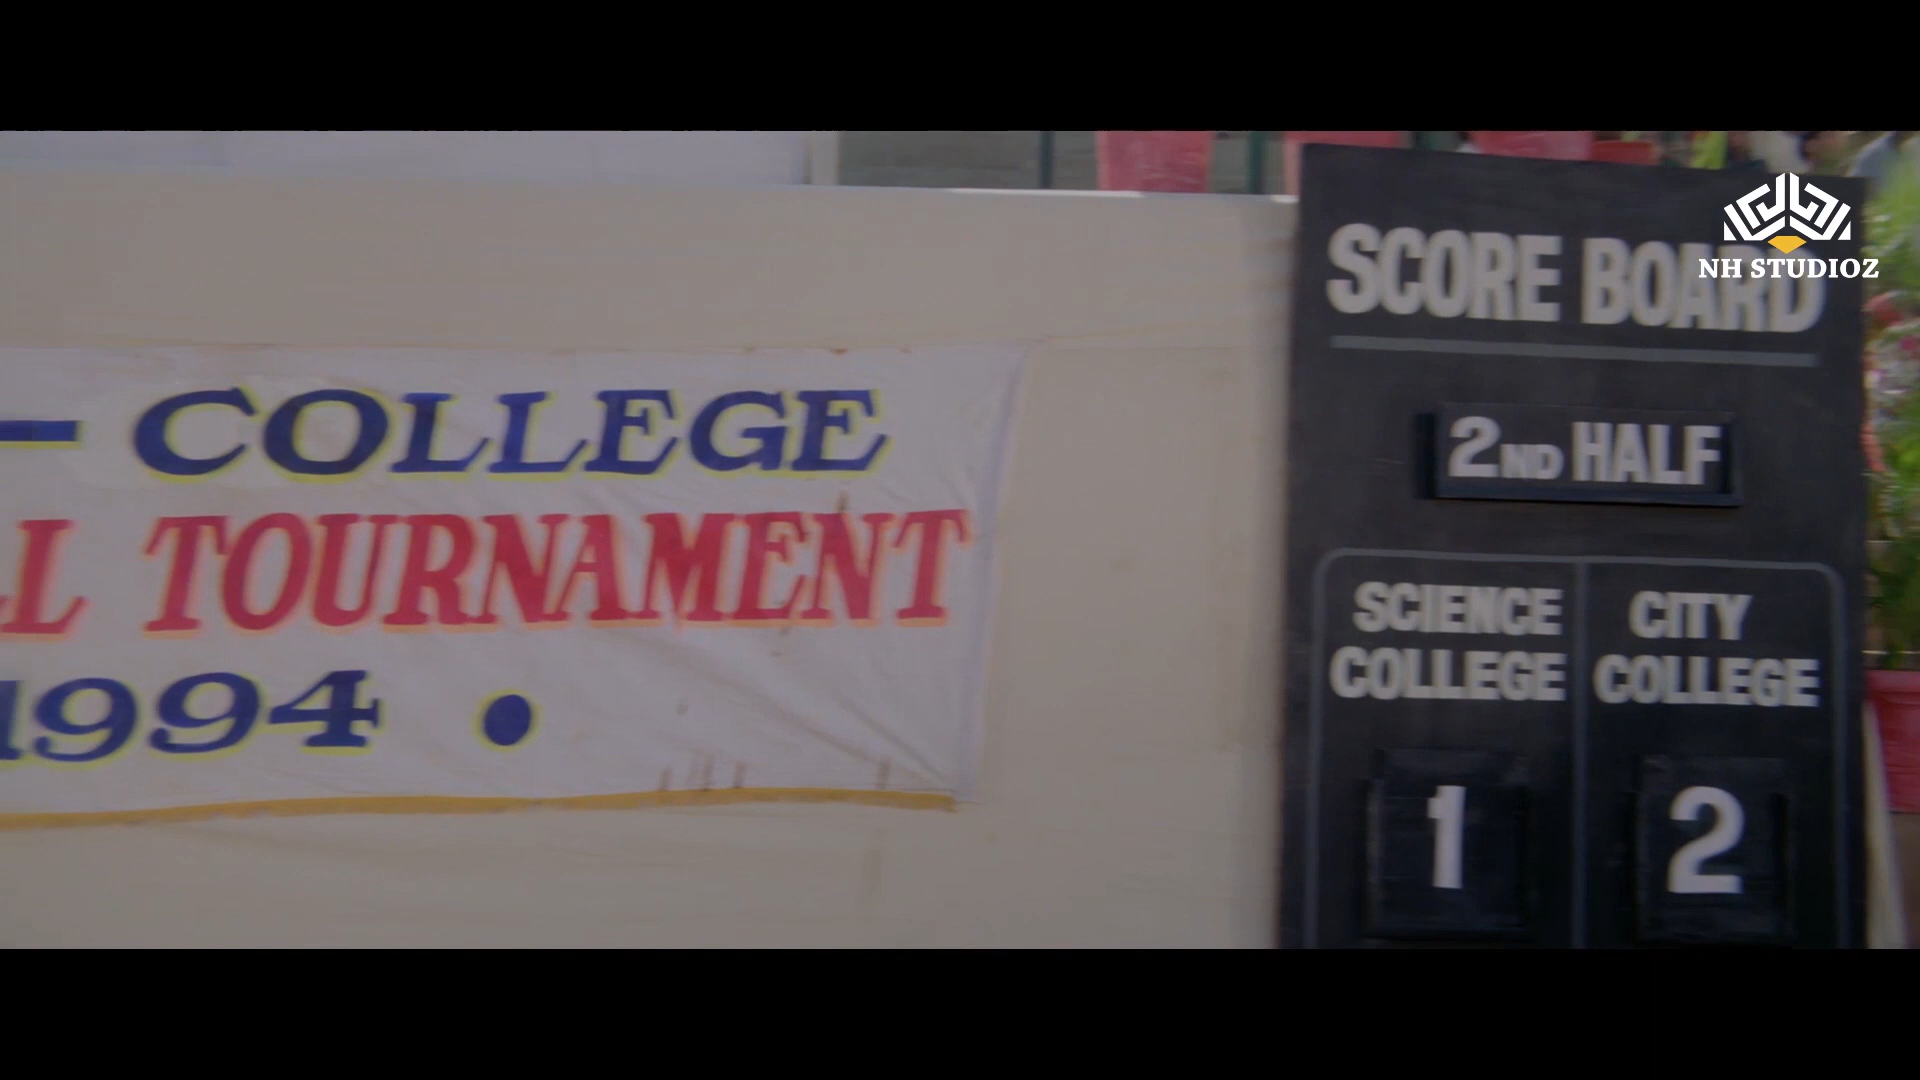 — COLLEGE
TOURNAMENT
1994 •
SCORE BOARD
2ND HALF
SCIENCE
COLLEGE
1
CITY
COLLEGE
2
NH STUDIOZ